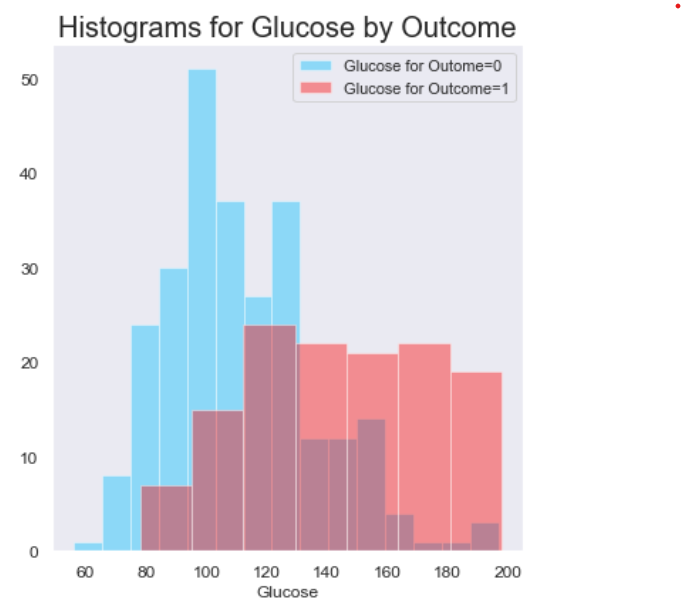 Histograms for Glucose by Outcome
Glucose for Outome=0
Glucose for Outcome=1
50
40
30
20
10
0
60 80 100 120 140 160 180 200
Glucose